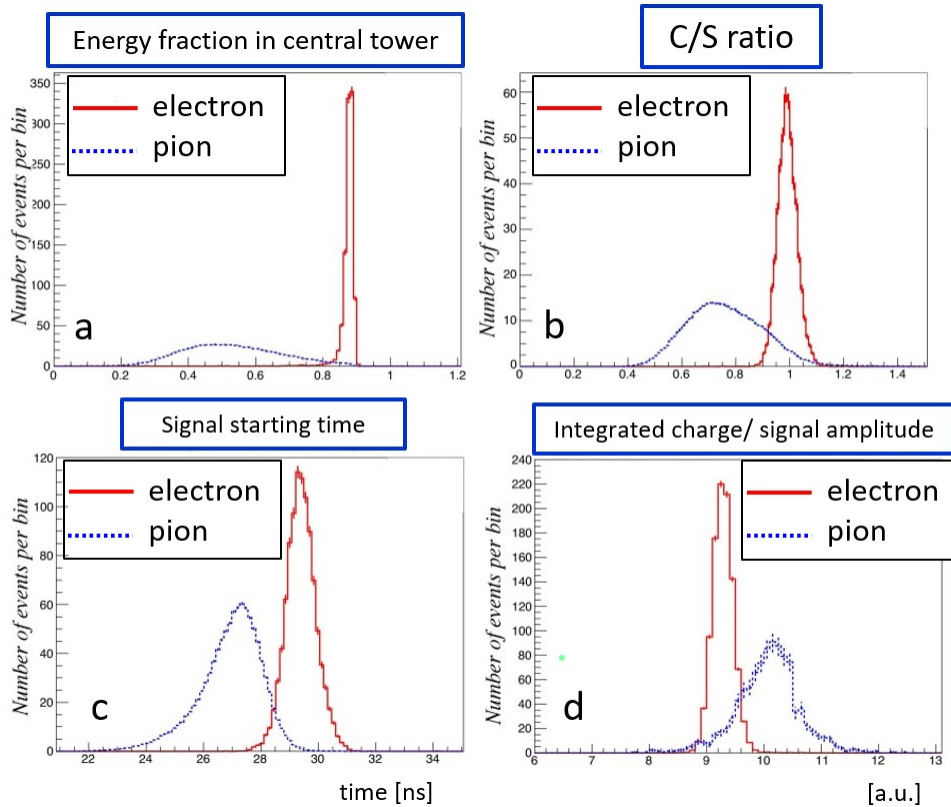 Energy fraction in central tower
Number of events per bin
350
300
250
200
150
100
50
0
electron
pion
a
0 0.2 0.4 0.6 0.8 1 1.2
C/S ratio
Number of events per bin
60
50
40
30
20
10
0
electron
pion
b
0 0.2 0.4 0.6 0.8 1 1.2 1.4
Signal starting time
Number of events per bin
120
100
80
60
40
20
0
electron
pion
c
22 24 26 28 30 32 34
time [ns]
Integrated charge/ signal amplitude
Number of events per bin
240
220
200
180
160
140
120
100
80
60
40
20
0
electron
pion
d
6 7 8 9 10 11 12 13
[a.u.]